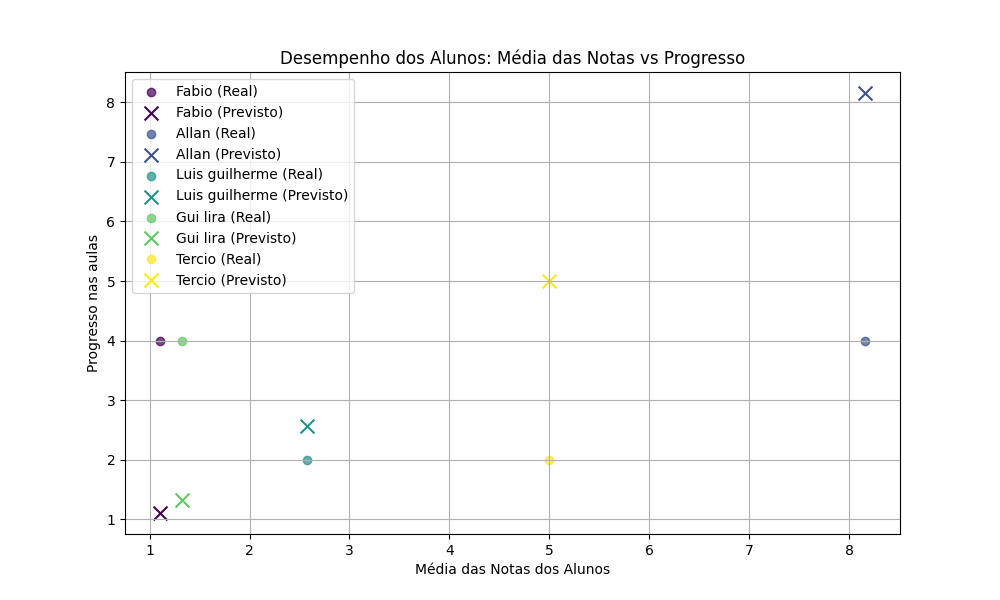 Desempenho dos Alunos: Média das Notas vs Progresso
Fabio (Real)
Fabio (Previsto)
Allan (Real)
Allan (Previsto)
Luis guilherme (Real)
Luis guilherme (Previsto)
Gui lira (Real)
Gui lira (Previsto)
Tercio (Real)
Tercio (Previsto)
Progresso nas aulas
8
7
6
5
4
3
2
1
1 2 3 4 5 6 7 8
Média das Notas dos Alunos